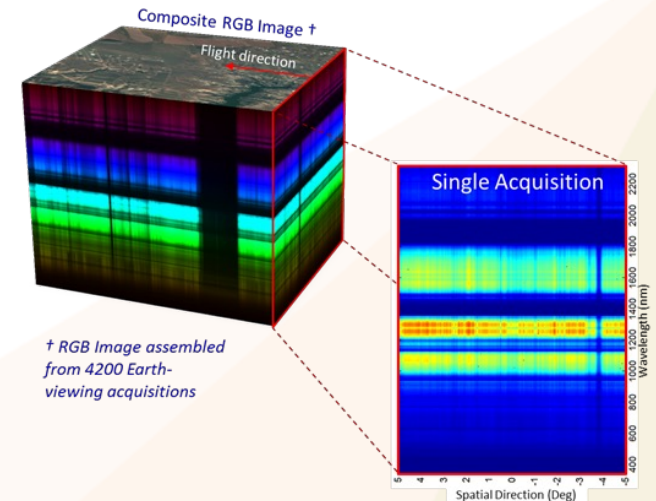 Composite RGB Image †
Flight direction
Single Acquisition
2200
2000
1800
1600
1400
1200
1000
800
600
400
Wavelength (nm)
5 4 3 2 1 0 -1 -2 -3 -4 -5
Spatial Direction (Deg)
† RGB Image assembled
from 4200 Earth-
viewing acquisitions